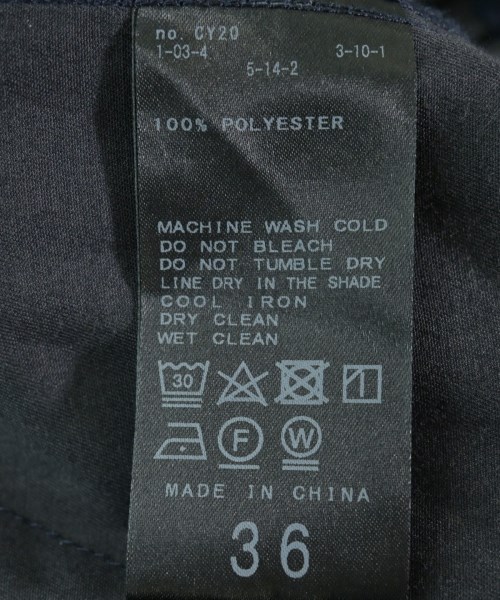 no. CY20
1-03-4 3-10-1
5-14-2
100% POLYESTER
MACHINE WASH COLD
DO NOT BLEACH
DO NOT TUMBLE DRY
LINE DRY IN THE SHADE
COOL IRON
DRY CLEAN
WET CLEAN
30
F W
MADE IN CHINA
36